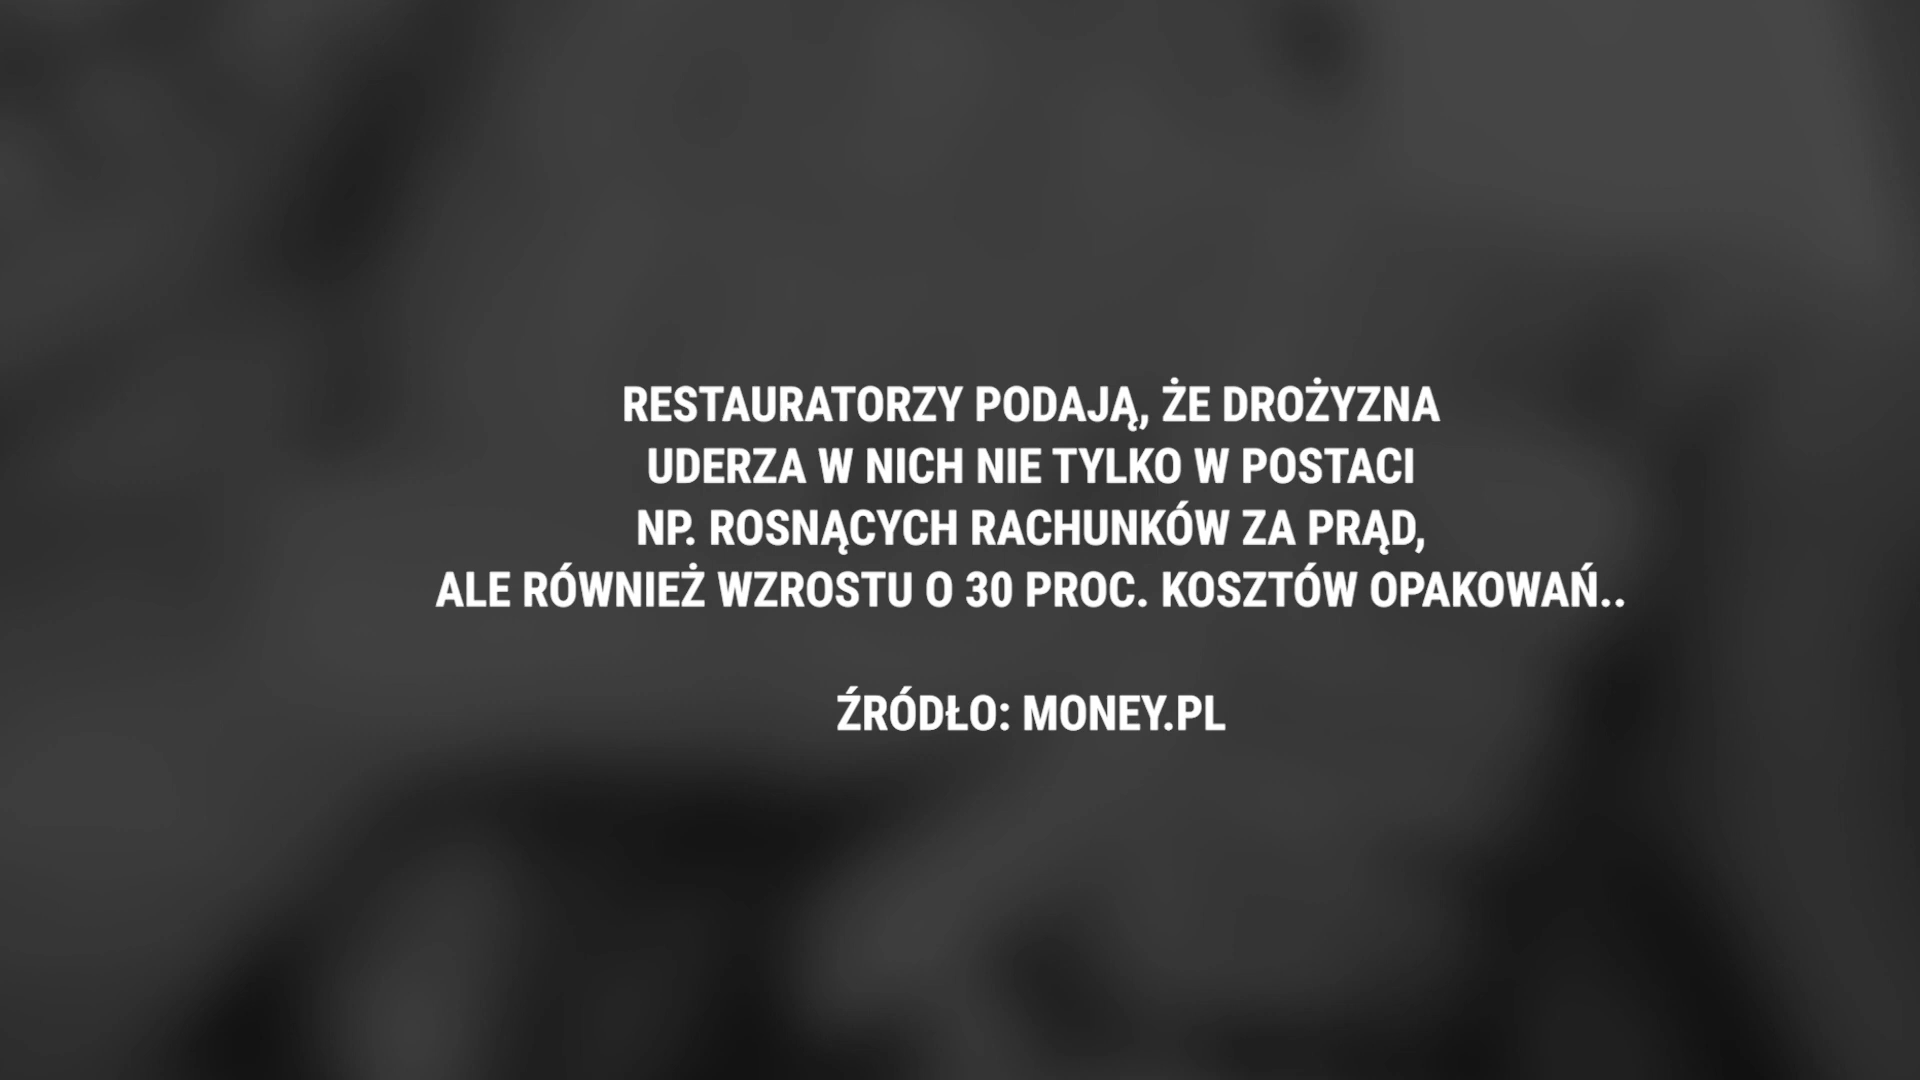 RESTAURATORZY PODAJĄ, ŻE DROŻYZNA
UDERZA W NICH NIE TYLKO W POSTACI
NP. ROSNĄCYCH RACHUNKÓW ZA PRĄD,
ALE RÓWNIEŻ WZROSTU O 30 PROC. KOSZTÓW OPAKOWAŃ..
ŹRÓDŁO: MONEY.PL